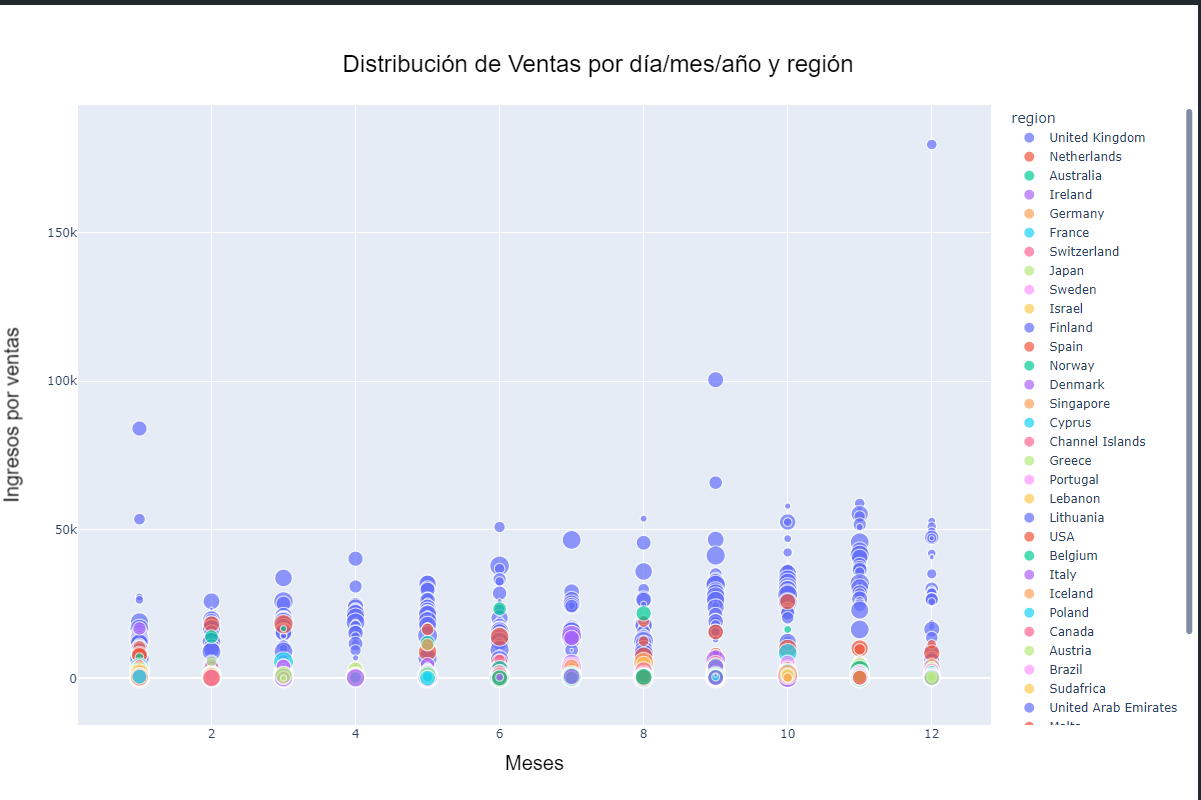 Distribución de Ventas por día/mes/año y región
150k
100k
50k
0
Ingresos por ventas
2
4
6
8
10
12
Meses
region
United Kingdom
Netherlands
Australia
Ireland
Germany
France
Switzerland
Japan
Sweden
Israel
Finland
Spain
Norway
Denmark
Singapore
Cyprus
Channel Islands
Greece
Portugal
Lebanon
Lithuania
USA
Belgium
Italy
Iceland
Poland
Canada
Austria
Brazil
Sudafrica
United Arab Emirates